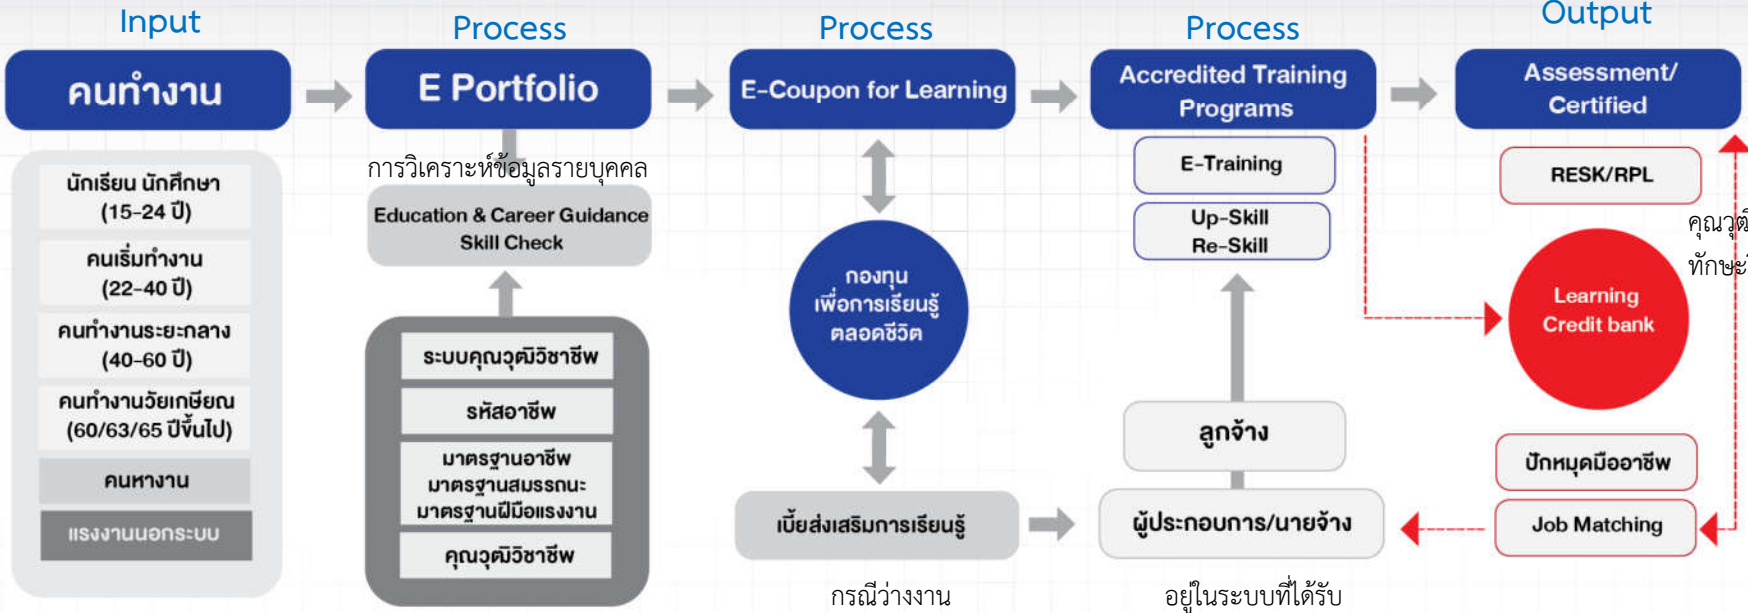 Input
Process
Process
Process
Output
คนทำงาน
E Portfolio
E-Coupon for Learning
Accredited Training
Programs
Assessment/
Certified
นักเรียน นักศึกษา
(15-24 ปี)
คนเริ่มทำงาน
(22-40 ปี)
คนทำงานระยะกลาง
(40-60 ปี)
คนทำงานวัยเกษียณ
(60/63/65 ปีขึ้นไป)
คนหางาน
แรงงานนอกระบบ
การวิเคราะห์ข้อมูลรายบุคคล
Education & Career Guidance
Skill Check
ระบบคุณวุฒิวิชาชีพ
รหัสอาชีพ
มาตรฐานอาชีพ
มาตรฐานสมรรถนะ
มาตรฐานฝีมือแรงงาน
คุณวุฒิวิชาชีพ
กองทุน
เพื่อการเรียนรู้
ตลอดชีวิต
เบี้ยส่งเสริมการเรียนรู้
กรณีว่างงาน
E-Training
Up-Skill
Re-Skill
ลูกจ้าง
ผู้ประกอบการ/นายจ้าง
อยู่ในระบบที่ได้รับ
RESK/RPL
คุณวุฒิ
ทักษะ
Learning
Credit bank
ปักหมุดมืออาชีพ
Job Matching